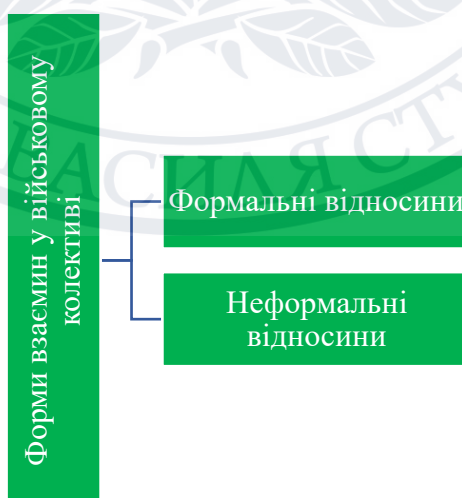 Форми взаємин у військовому
колективі
Формальні відносини
Неформальні
відносини